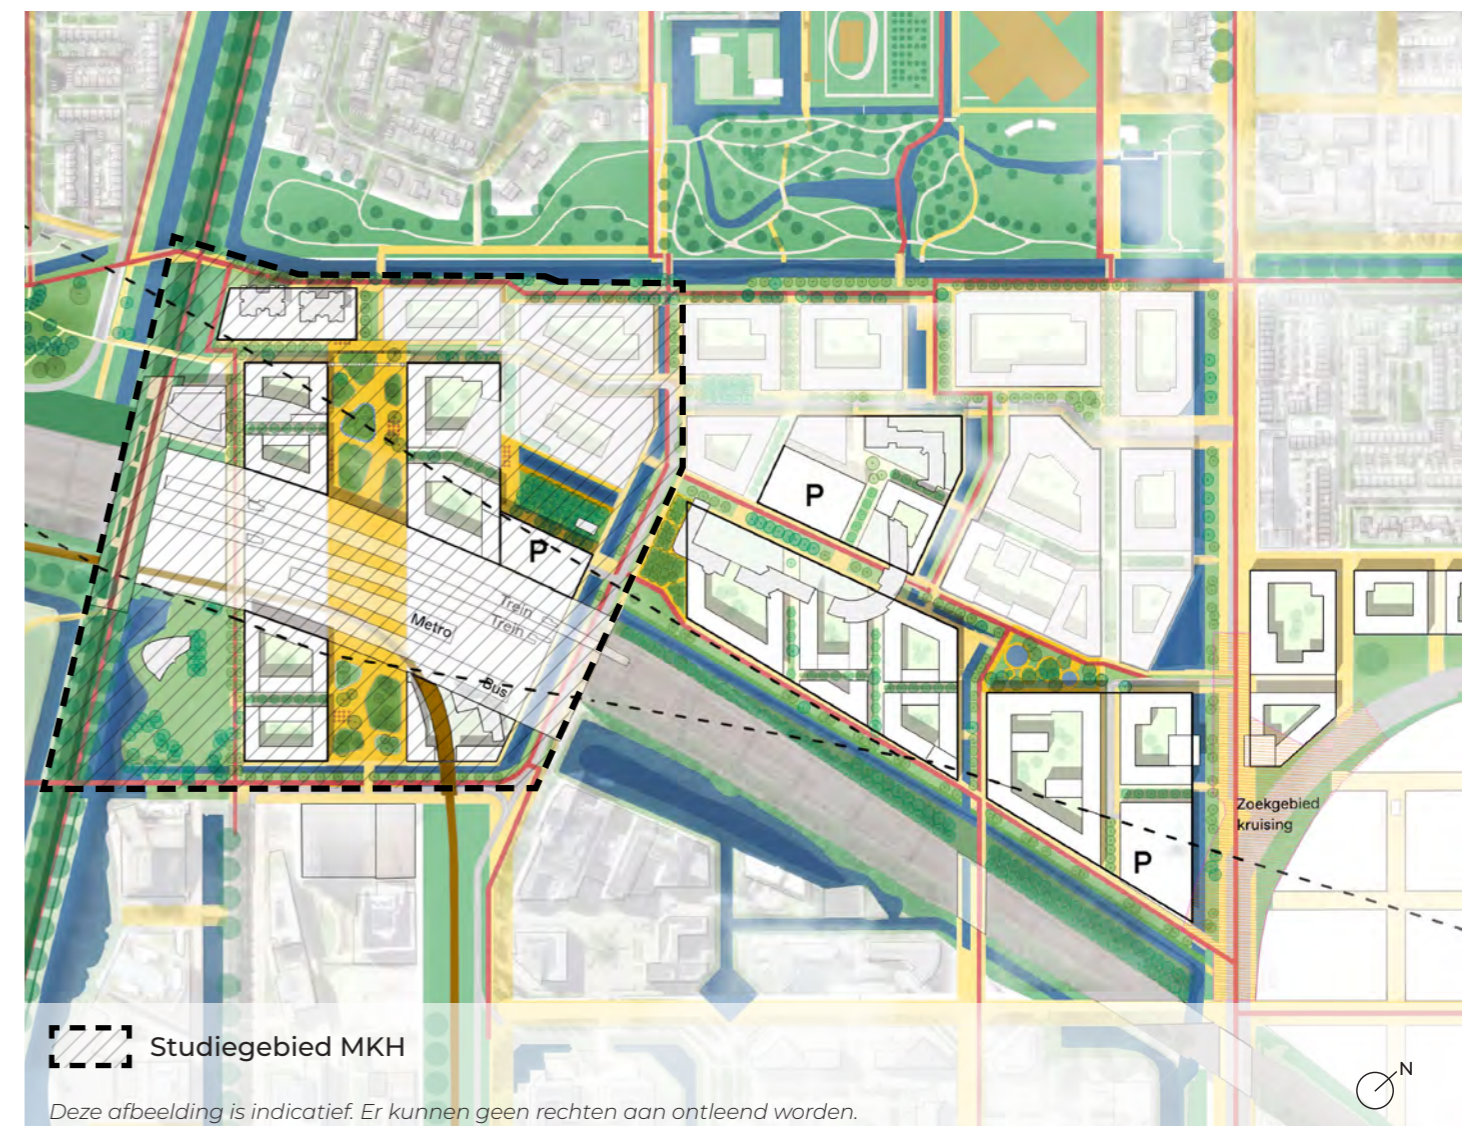 P
P
Trein
Trein
Metro
Bus
Zoekgebied
kruising
P
Studiegebied MKH
N
Deze afbeelding is indicatief. Er kunnen geen rechten aan ontleend worden.